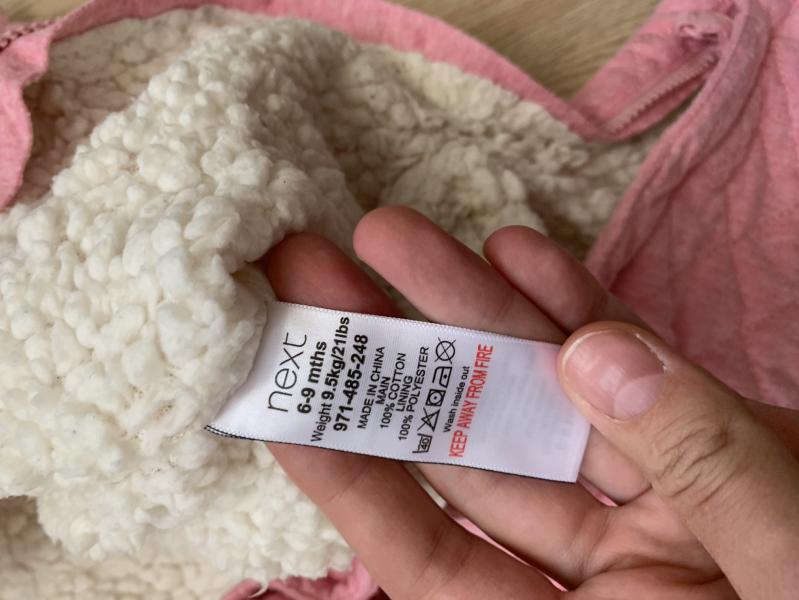 next
6-9 mths
Weight 9.5kg/21lbs
971-485-248
MADE IN CHINA
MAIN
100% COTTON
LINING
100% POLYESTER
40
Wash inside out
KEEP AWAY FROM FIRE